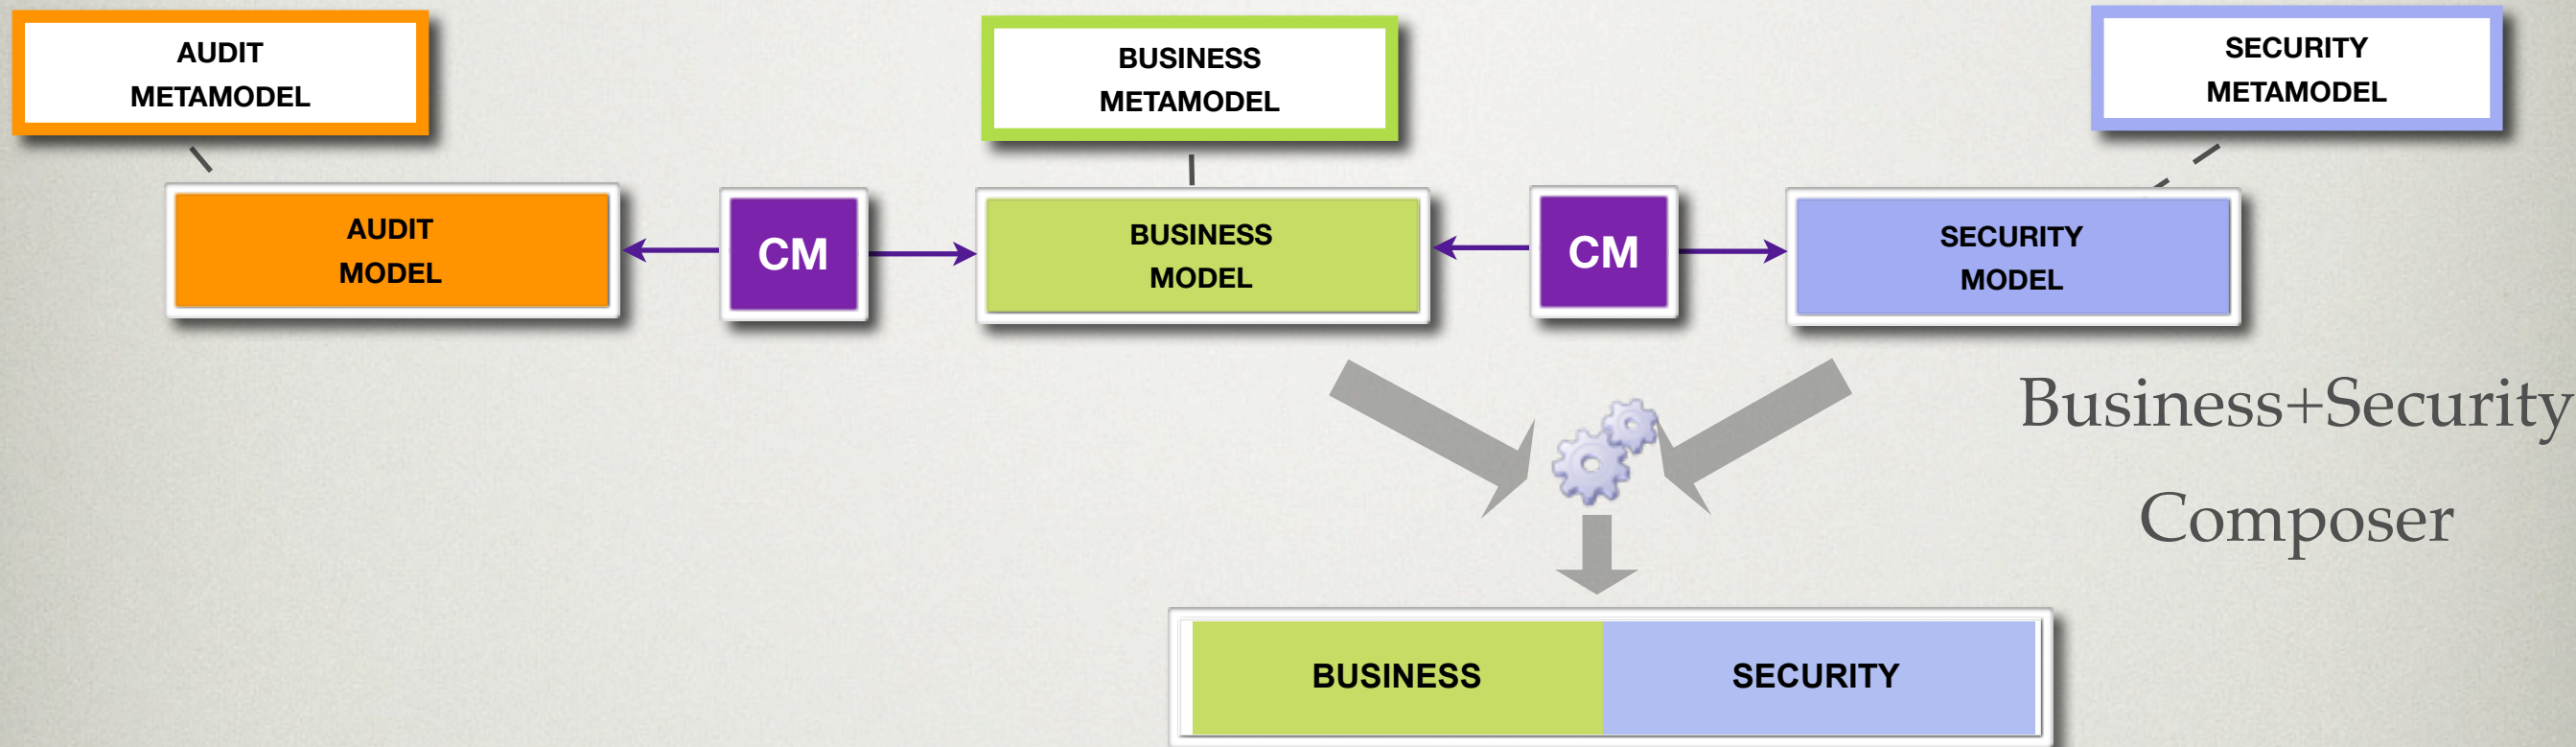 AUDIT
METAMODEL
BUSINESS
METAMODEL
SECURITY
METAMODEL
AUDIT
MODEL
CM
BUSINESS
MODEL
CM
SECURITY
MODEL
Business+Security
Composer
BUSINESS
SECURITY